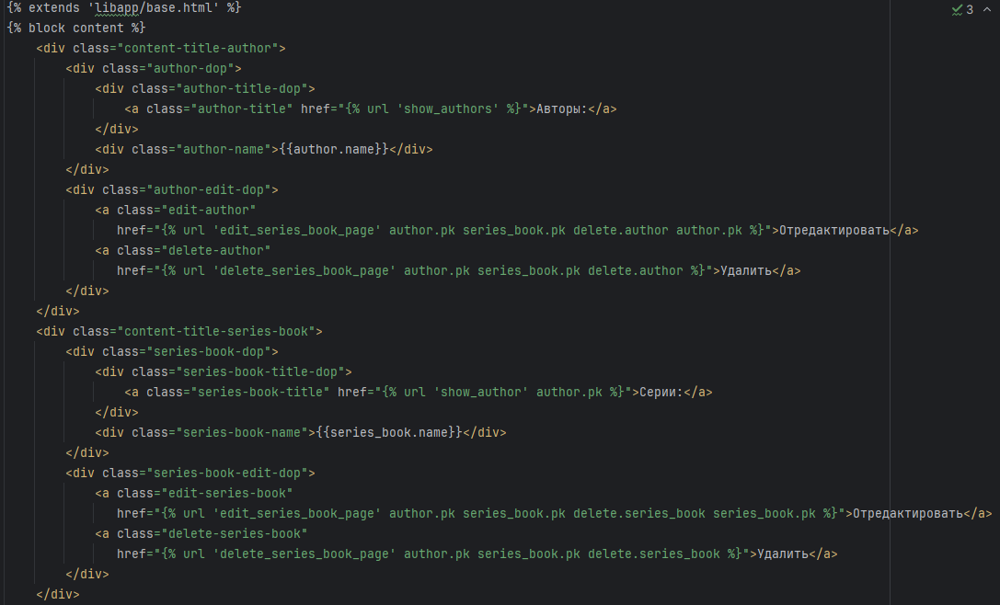 {% extends 'libapp/base.html' %}
3
{% block content %}
<div class="content-title-author">
<div class="author-dop">
<div class="author-title-dop">
<a class="author-title" href="{% url 'show_authors' %}">Авторы:</a>
</div>
<div class="author-name">{{author.name}}</div>
</div>
<div class="author-edit-dop">
<a class="edit-author"
href="{% url 'edit_series_book_page' author.pk series_book.pk delete.author author.pk %}">Отредактировать</a>
<a class="delete-author"
href="{% url 'delete_series_book_page' author.pk series_book.pk delete.author %}">Удалить</a>
</div>
</div>
<div class="content-title-series-book">
<div class="series-book-dop">
<div class="series-book-title-dop">
<a class="series-book-title" href="{% url 'show_author' author.pk %}">Серии:</a>
</div>
<div class="series-book-name">{{series_book.name}}</div>
</div>
<div class="series-book-edit-dop">
<a class="edit-series-book"
href="{% url 'edit_series_book_page' author.pk series_book.pk delete.series_book series_book.pk %}">Отредактировать</a>
<a class="delete-series-book"
href="{% url 'delete_series_book_page' author.pk series_book.pk delete.series_book %}">Удалить</a>
</div>
</div>